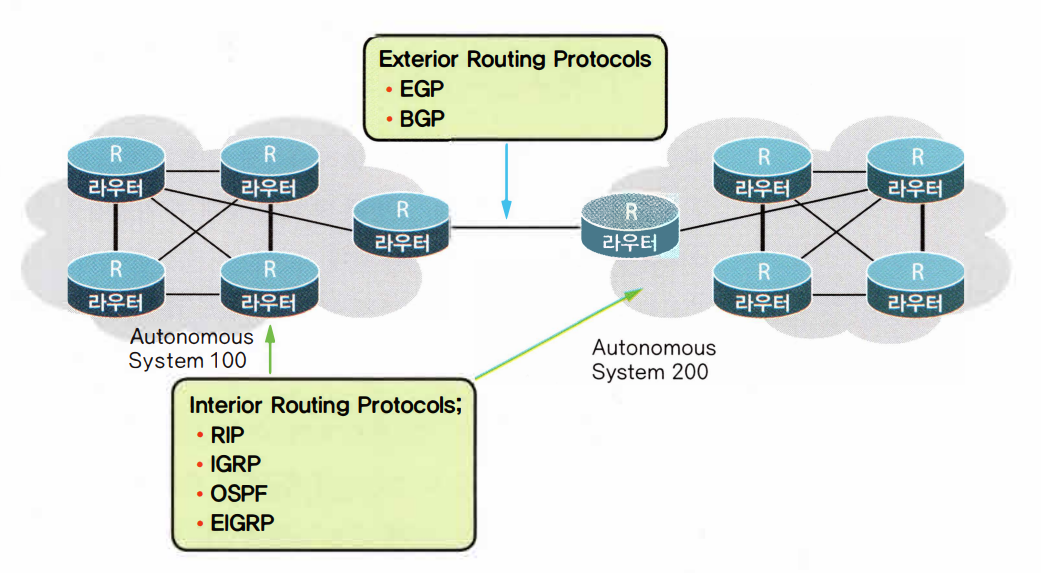 Exterior Routing Protocols
• EGP
• BGP
R
라우터
R
라우터
R
라우터
R
라우터
R
라우터
R
라우터
R
라우터
R
라우터
R
라우터
R
라우터
Autonomous
System 100
Autonomous
System 200
Interior Routing Protocols;
• RIP
• IGRP
• OSPF
• EIGRP